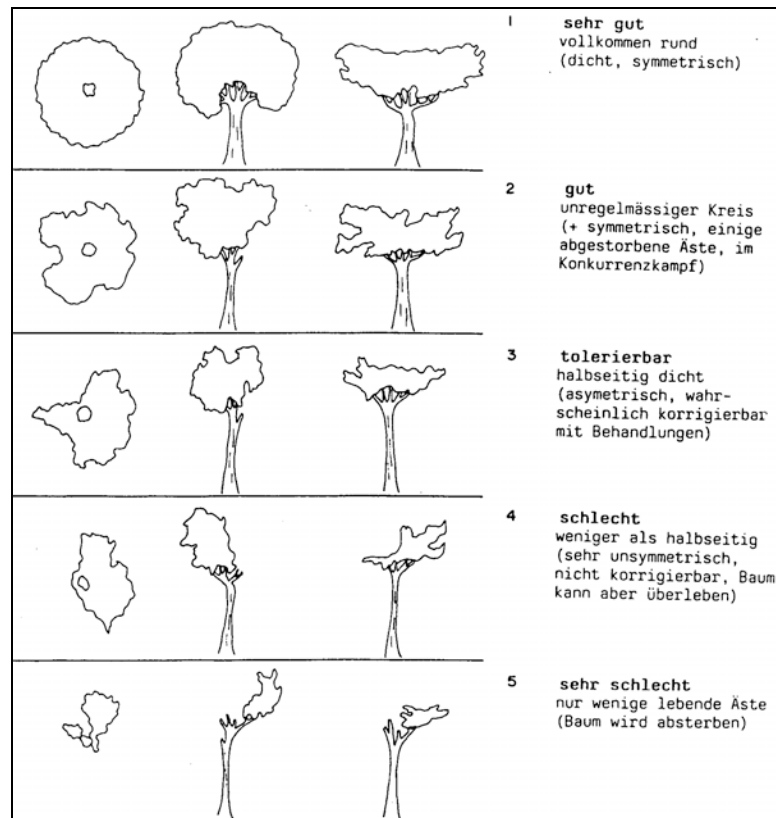 1 sehr gut
vollkommen rund
(dicht, symmetrisch)
2 gut
unregelmässiger Kreis
(+ symmetrisch, einige
abgestorbene Äste, im
Konkurrenzkampf)
3 tolerierbar
halbseitig dicht
(asymetrisch, wahr-
scheinlich korrigierbar
mit Behandlungen)
4 schlecht
weniger als halbseitig
(sehr unsymmetrisch,
nicht korrigierbar, Baum
kann aber überleben)
5 sehr schlecht
nur wenige lebende Äste
(Baum wird absterben)